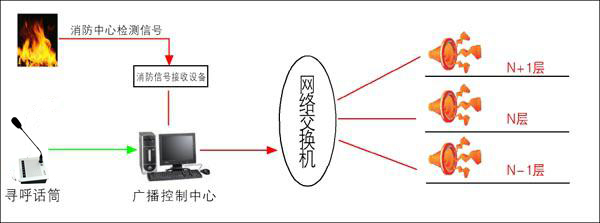 消防中心检测信号
消防信号接收设备
寻呼话筒
广播控制中心
网络交换机
N+1层
N层
N-1层